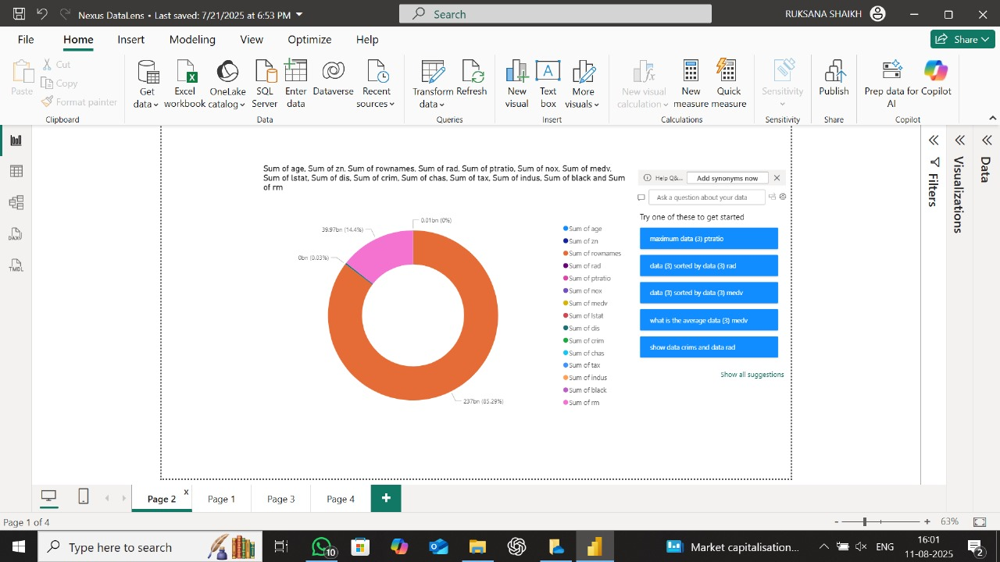 Nexus DataLens • Last saved: 7/21/2025 at 6:53 PM
Search
RUKSANA SHAIKH
File
Home
Insert
Modeling
View
Optimize
Help
Share
Paste
Cut
Copy
Format painter
Clipboard
Get data
Excel workbook
OneLake catalog
SQL Server
Enter data
Dataverse
Recent sources
Data
Transform data
Refresh
Queries
New visual
Text box
More visuals
Insert
New visual calculation
New measure
Quick measure
Calculations
Sensitivity
Sensitivity
Publish
Share
Prep data for AI
Copilot
Copilot
Sum of age, Sum of zn, Sum of rownames, Sum of rad, Sum of ptratio, Sum of nox, Sum of medv,
Sum of lstat, Sum of dis, Sum of crim, Sum of chas, Sum of tax, Sum of indus, Sum of black and Sum
of rm
0.01bn (0%)
39.97bn (14.4%)
0bn (0.03%)
237bn (85.29%)
Sum of age
Sum of zn
Sum of rownames
Sum of rad
Sum of ptratio
Sum of nox
Sum of medv
Sum of lstat
Sum of dis
Sum of crim
Sum of chas
Sum of tax
Sum of indus
Sum of black
Sum of rm
Help Q&...
Add synonyms now
Ask a question about your data
Try one of these to get started
maximum data (3) ptratio
data (3) sorted by data (3) rad
data (3) sorted by data (3) medv
what is the average data (3) medv
show data crims and data rad
Show all suggestions
Filters
Visualizations
Data
DAX
TMDL
Page 2
x
Page 1
Page 3
Page 4
+
Page 1 of 4
- + 63%
Type here to search
10
Market capitalisation...
ENG
16:01
11-08-2025
2